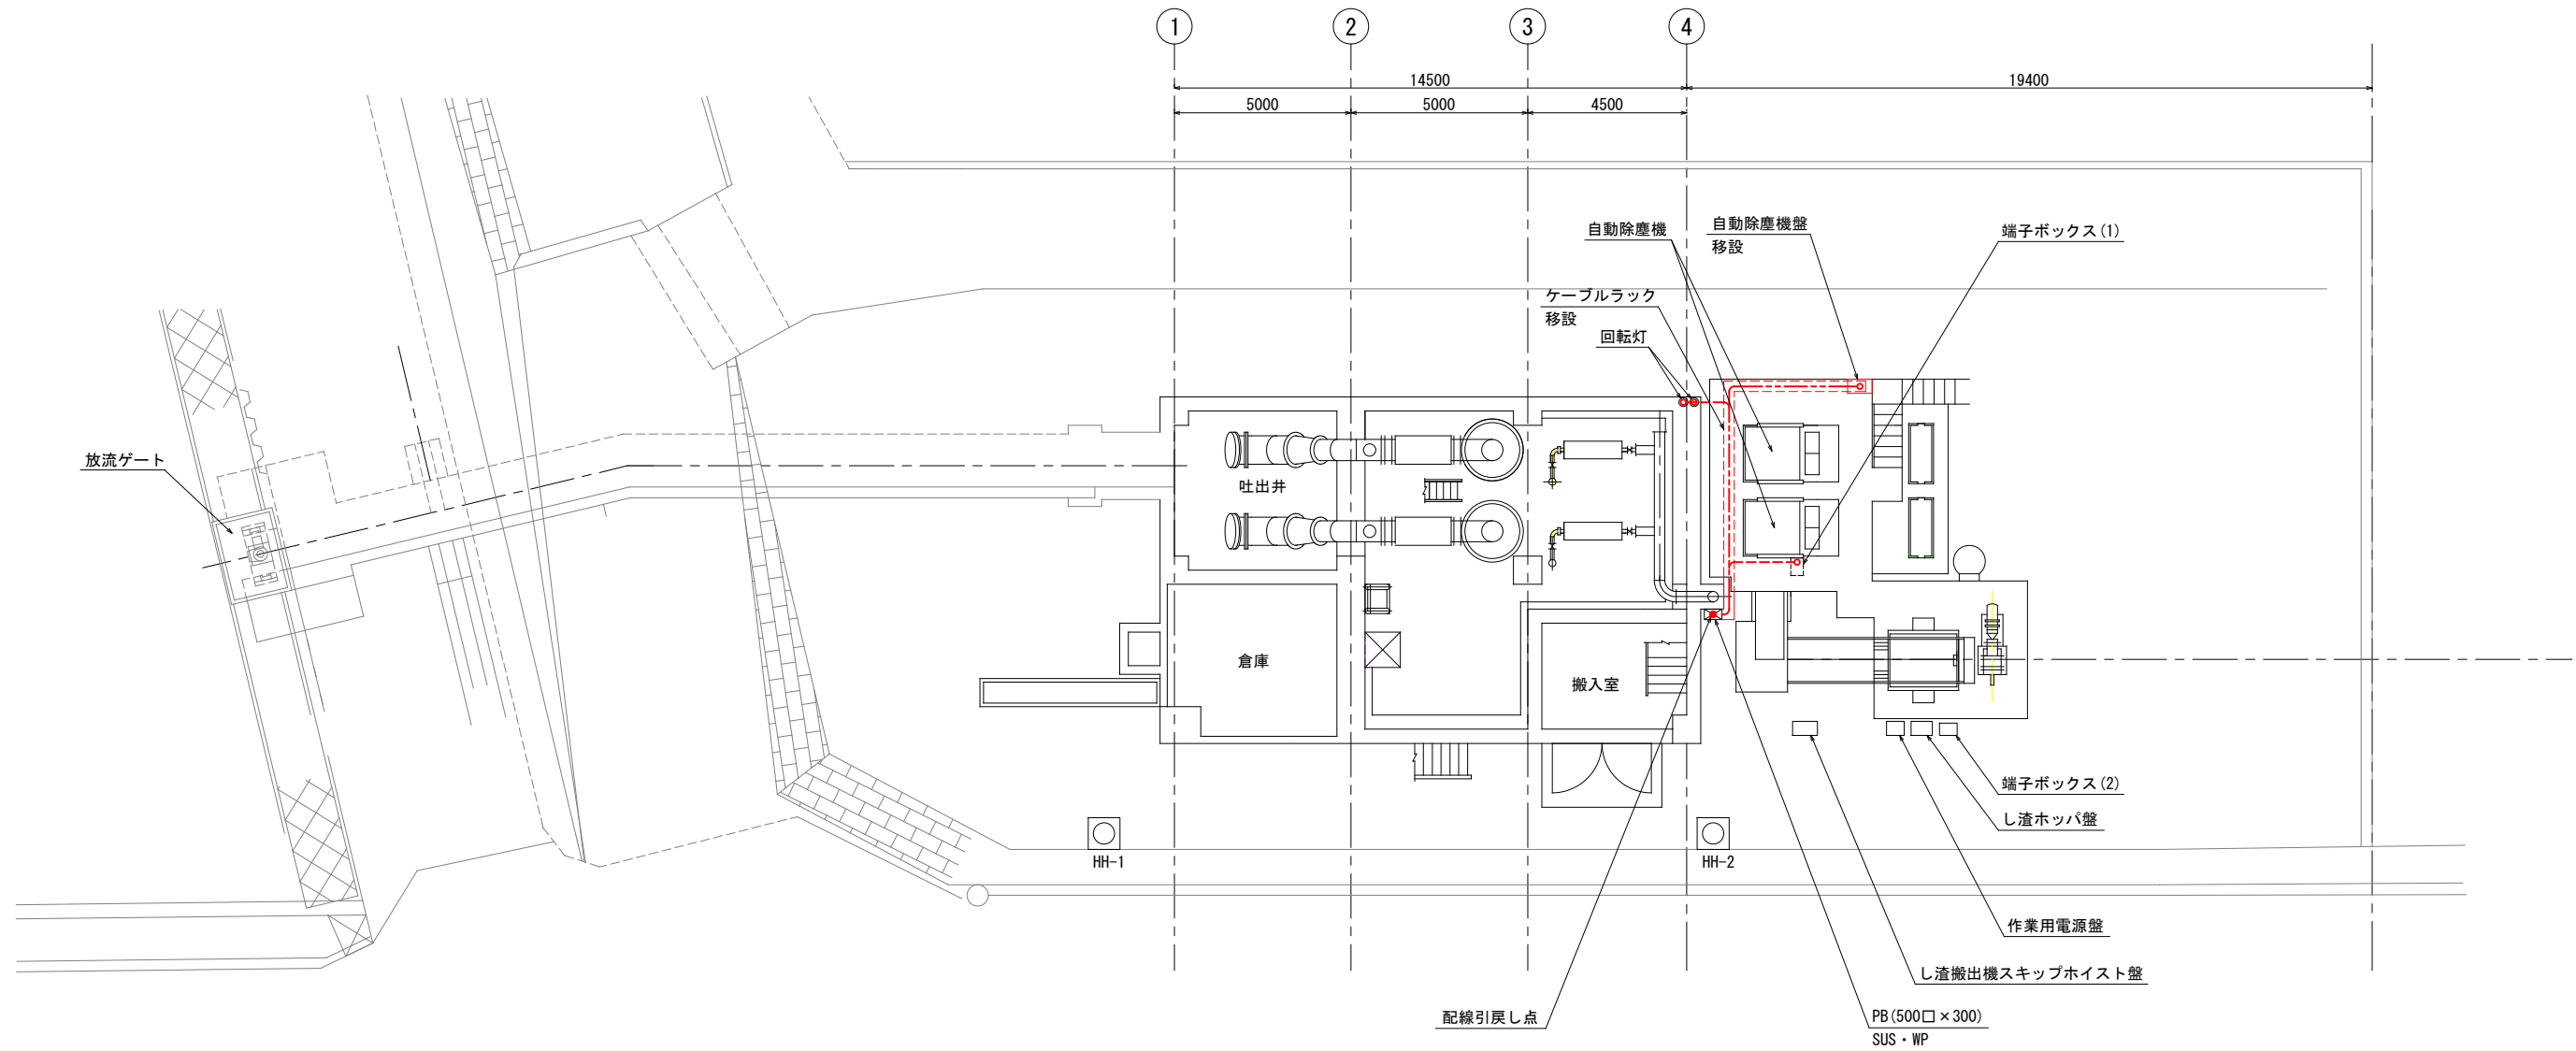 1
2
3
4
14500
19400
5000
5000
4500
自動除塵機
自動除塵機盤
移設
端子ボックス(1)
ケーブルラック
移設
回転灯
放流ゲート
吐出井
倉庫
搬入室
端子ボックス(2)
し渣ホッパ盤
HH-1
HH-2
作業用電源盤
し渣搬出機スキップホイスト盤
配線引戻し点
PB(500□×300)
SUS・WP